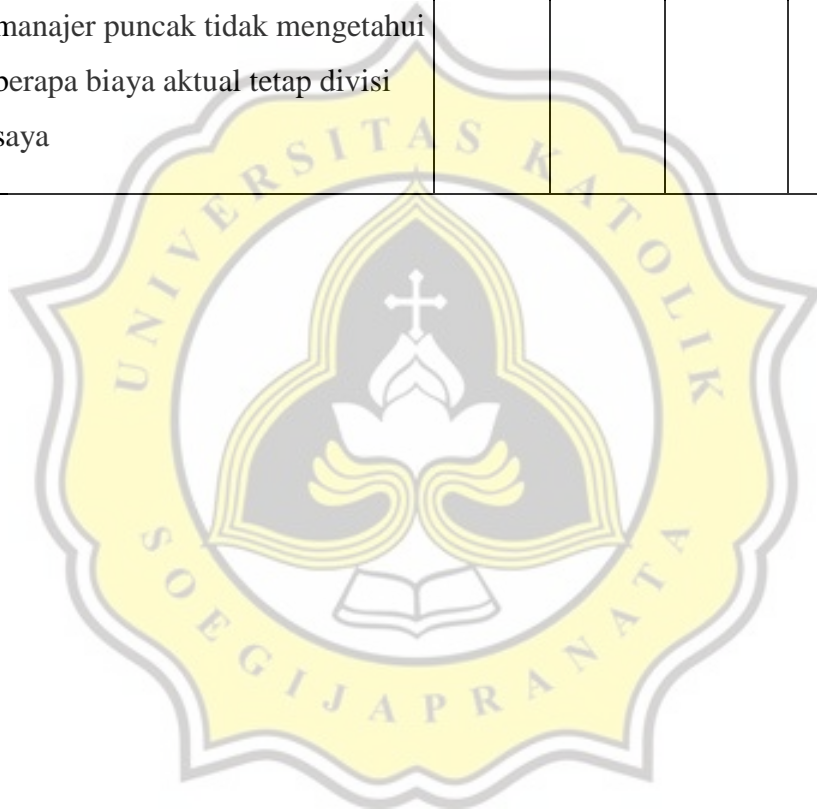 manajer puncak tidak mengetahui
berapa biaya aktual tetap divisi
saya
UNIVERSITAS KATOLIK
SOEGIJAPRANATA